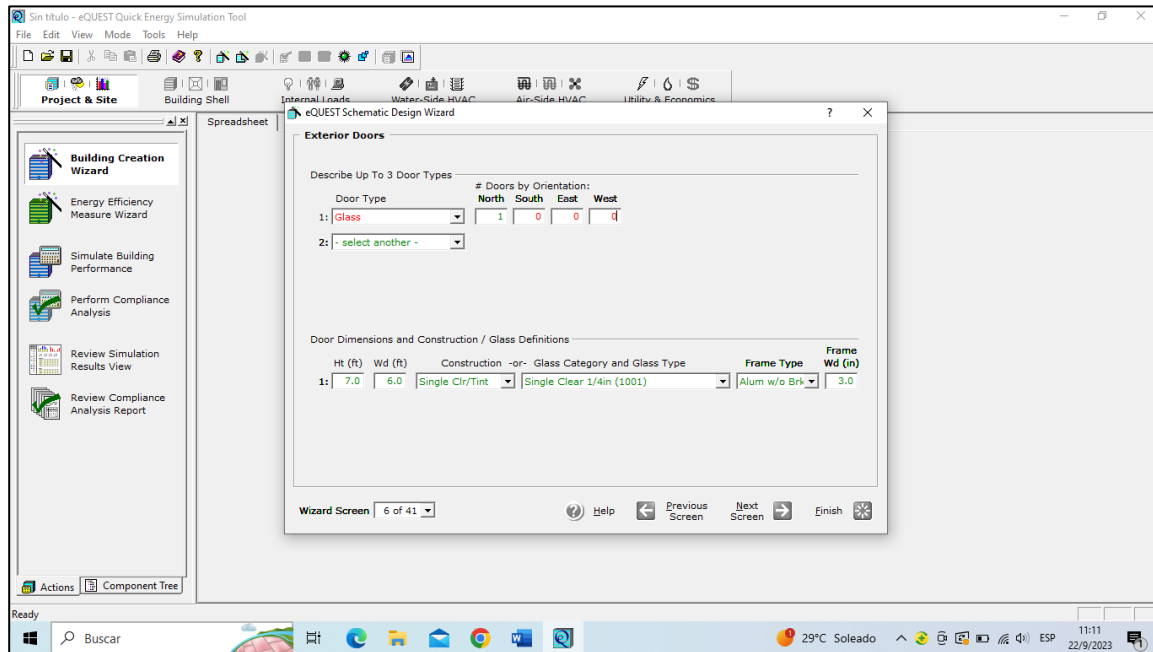 Sin título - eQUEST Quick Energy Simulation Tool
File Edit View Mode Tools Help
Project & Site Building Shell Internal Loads Water-Side HVAC Air-Side HVAC Utility & Economics
Spreadsheet
Building Creation
Wizard
Energy Efficiency
Measure Wizard
Simulate Building
Performance
Perform Compliance
Analysis
Review Simulation
Results View
Review Compliance
Analysis Report
Actions Component Tree
eQUEST Schematic Design Wizard ?
Exterior Doors
Describe Up To 3 Door Types
# Doors by Orientation:
Door Type North South East West
1: Glass 1 0 0 0
2: - select another -
Door Dimensions and Construction / Glass Definitions
Frame
Ht (ft) Wd (ft) Construction -or- Glass Category and Glass Type Frame Type Wd (in)
1: 7.0 6.0 Single Clr/Tint Single Clear 1/4in (1001) Alum w/o Brk 3.0
Wizard Screen 6 of 41 Help Previous Screen Next Screen Finish
Ready
Buscar 29°C Soleado ESP 11:11
22/9/2023